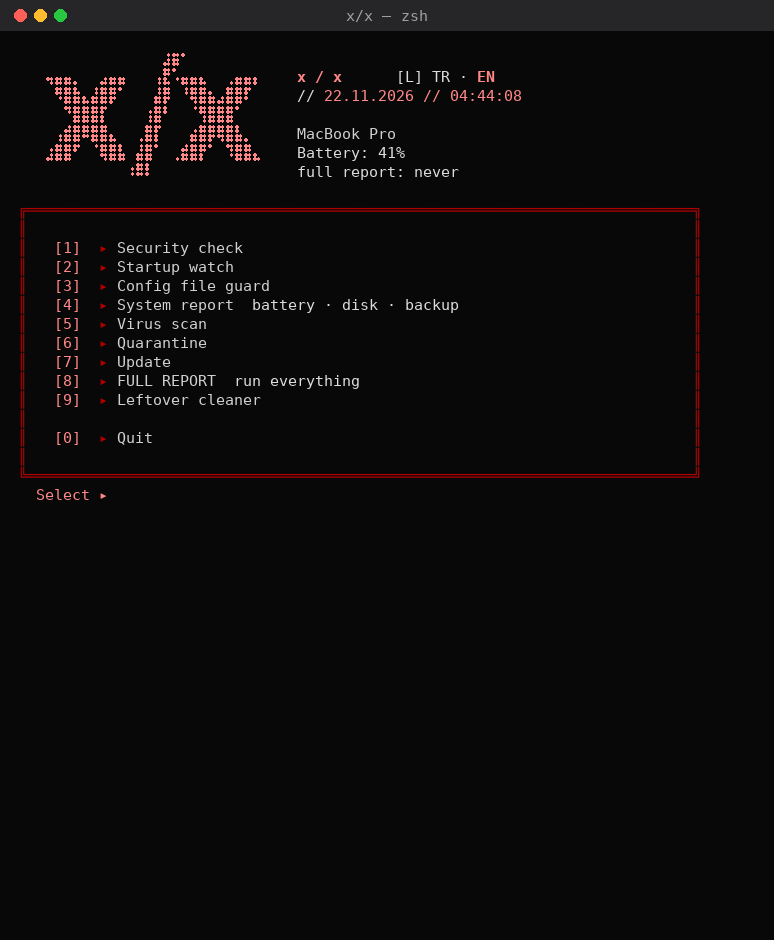 x/x — zsh
x/x
x / x [L] TR · EN
// 22.11.2026 // 04:44:08
MacBook Pro
Battery: 41%
full report: never
[1] ▸ Security check
[2] ▸ Startup watch
[3] ▸ Config file guard
[4] ▸ System report battery · disk · backup
[5] ▸ Virus scan
[6] ▸ Quarantine
[7] ▸ Update
[8] ▸ FULL REPORT run everything
[9] ▸ Leftover cleaner
[0] ▸ Quit
Select ▸